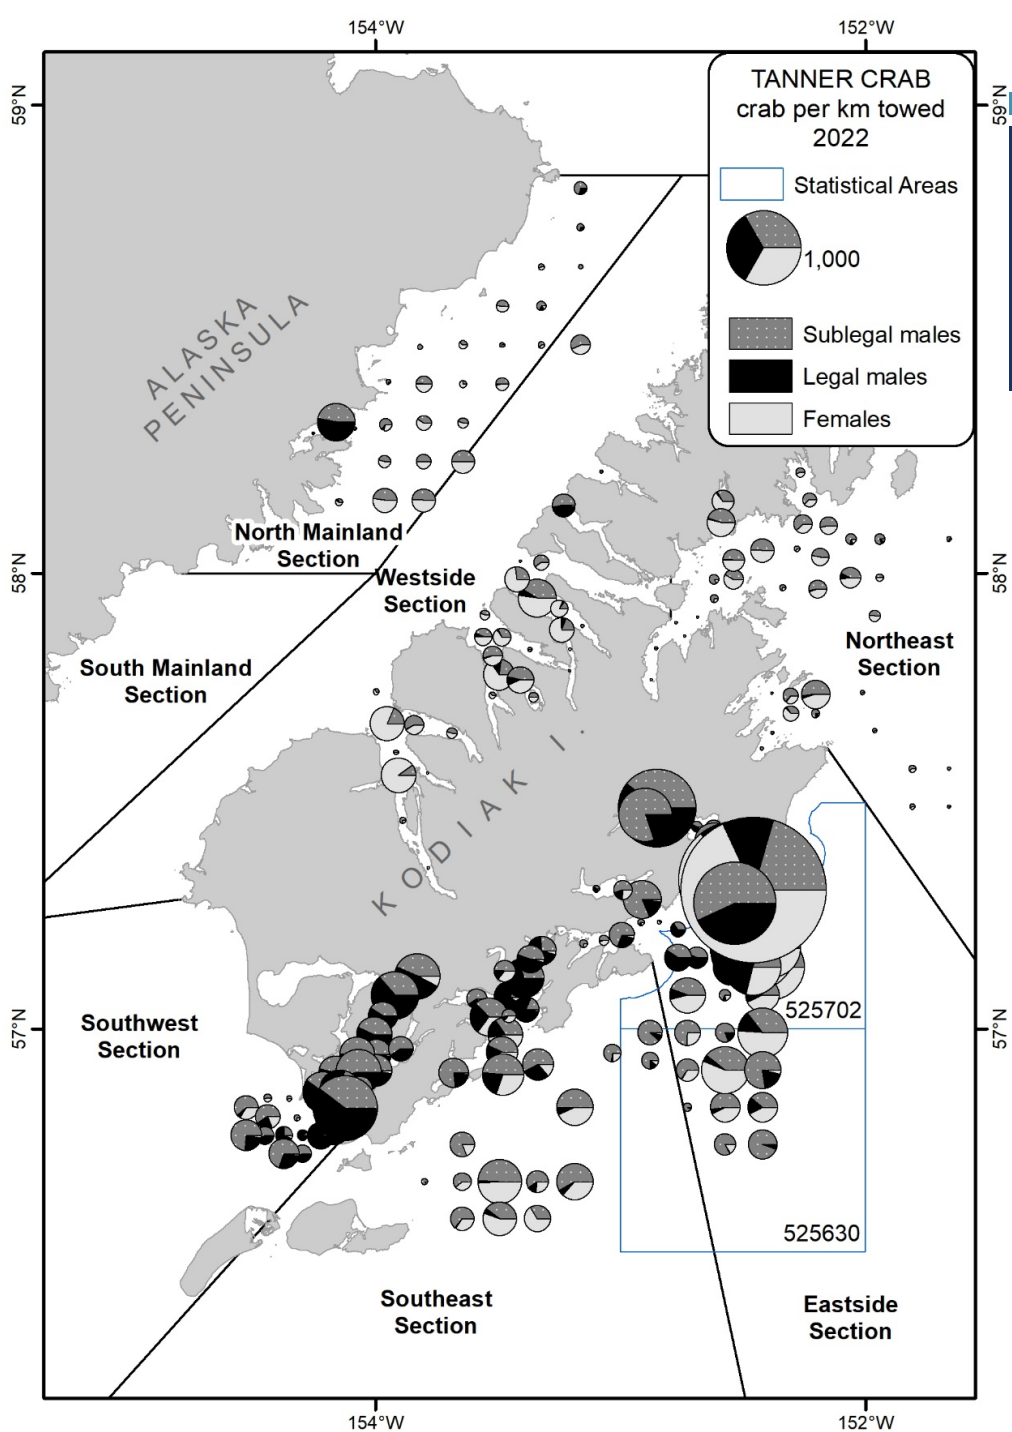 154°W
152°W
59°N
59°N
TANNER CRAB
crab per km towed
2022
Statistical Areas
1,000
Sublegal males
Legal males
Females
ALASKA
PENINSULA
North Mainland
Section
58°N
58°N
Westside
Section
South Mainland
Section
Northeast
Section
KODIAK I.
Southwest
Section
525702
57°N
57°N
525630
Southeast
Section
Eastside
Section
154°W
152°W